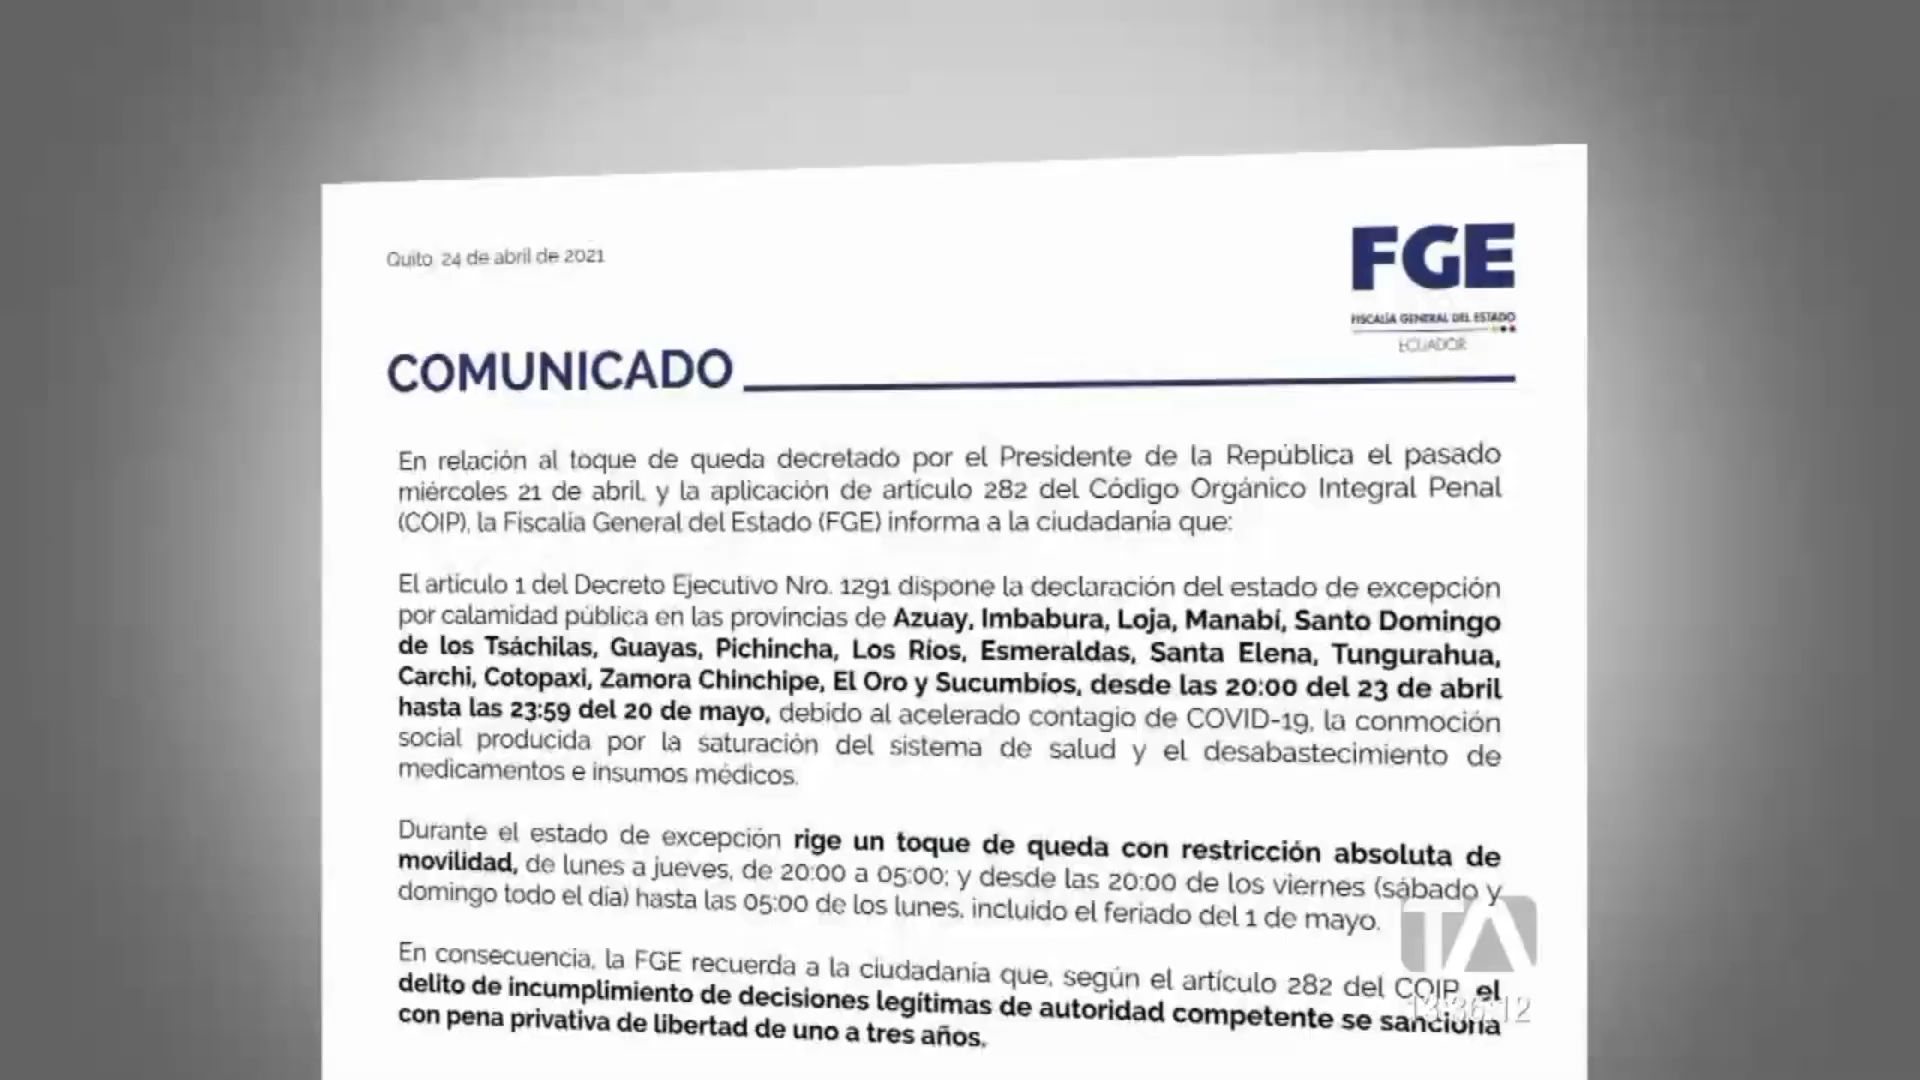 Quito, 24 de abril de 2021
FGE
FISCALÍA GENERAL DEL ESTADO
ECUADOR
COMUNICADO
En relación al toque de queda decretado por el Presidente de la República el pasado
miércoles 21 de abril, y la aplicación de artículo 282 del Código Orgánico Integral Penal
(COIP), la Fiscalía General del Estado (FGE) informa a la ciudadanía que:
El artículo 1 del Decreto Ejecutivo Nro. 1291 dispone la declaración del estado de excepción
por calamidad pública en las provincias de Azuay, Imbabura, Loja, Manabí, Santo Domingo
de los Tsáchilas, Guayas, Pichincha, Los Ríos, Esmeraldas, Santa Elena, Tungurahua,
Carchi, Cotopaxi, Zamora Chinchipe, El Oro y Sucumbíos, desde las 20:00 del 23 de abril
hasta las 23:59 del 20 de mayo, debido al acelerado contagio de COVID-19, la conmoción
social producida por la saturación del sistema de salud y el desabastecimiento de
medicamentos e insumos médicos.
Durante el estado de excepción rige un toque de queda con restricción absoluta de
movilidad, de lunes a jueves, de 20:00 a 05:00; y desde las 20:00 de los viernes (sábado y
domingo todo el día) hasta las 05:00 de los lunes, incluido el feriado del 1 de mayo.
En consecuencia, la FGE recuerda a la ciudadanía que, según el artículo 282 del COIP, el
delito de incumplimiento de decisiones legítimas de autoridad competente se sanciona
con pena privativa de libertad de uno a tres años.
TA
13:36:12